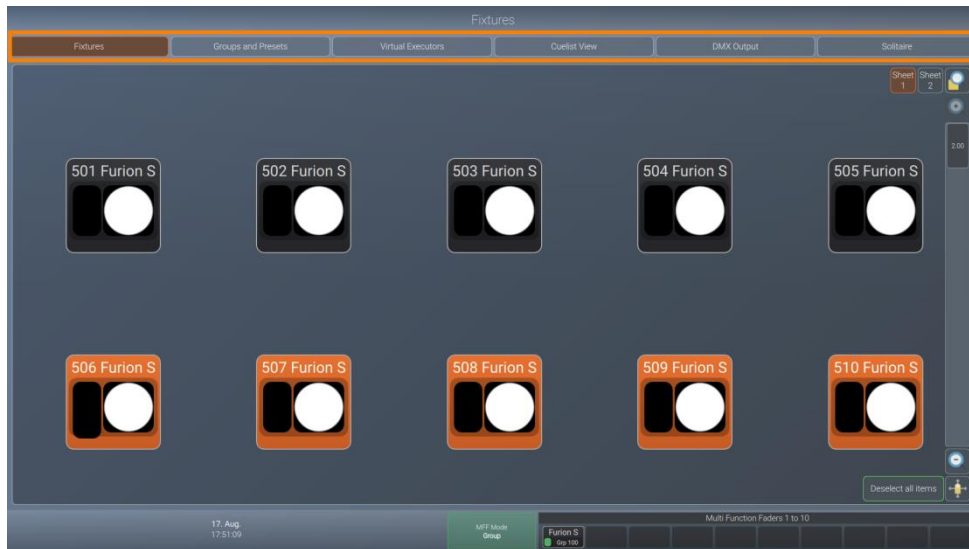 Fixtures
Fixtures Groups and Presets Virtual Executors Cuelist View DMX Output Solitaire
Sheet 1 Sheet 2
2.00
501 Furion S 502 Furion S 503 Furion S 504 Furion S 505 Furion S
506 Furion S 507 Furion S 508 Furion S 509 Furion S 510 Furion S
Deselect all items
17. Aug.
17:51:09
MFF Mode
Group
Multi Function Faders 1 to 10
Furion S
Grp 100